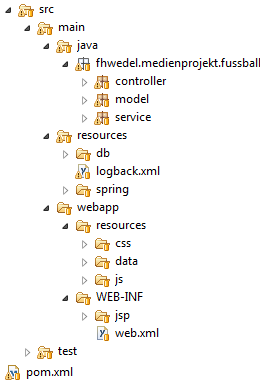 src
main
java
fhwedel.medienprojekt.fussball
controller
model
service
resources
db
logback.xml
spring
webapp
resources
css
data
js
WEB-INF
jsp
web.xml
test
pom.xml